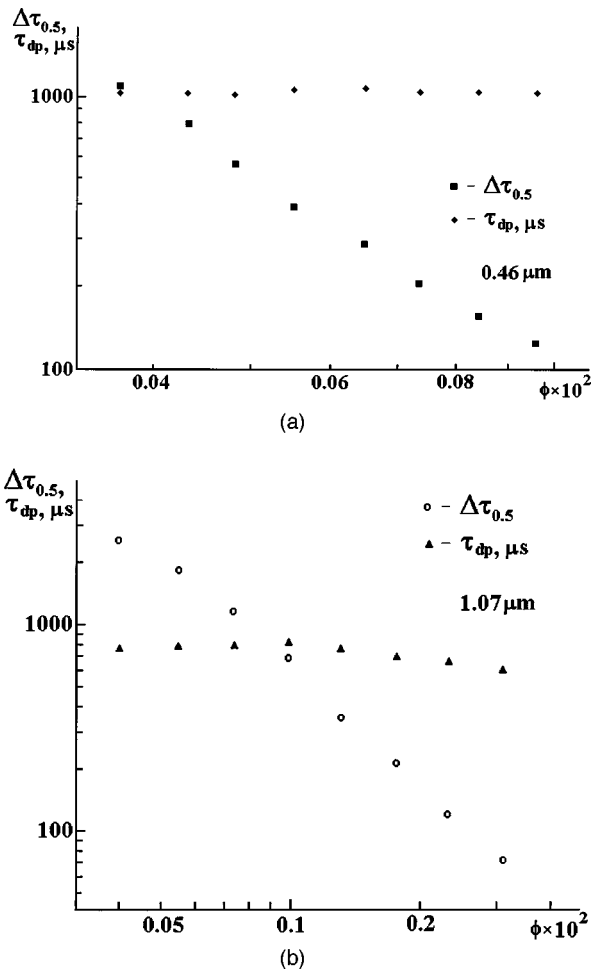 Δτ0.5,
τdp, μs
1000
■ - Δτ0.5
◆ - τdp, μs
0.46 μm
100
0.04 0.06 0.08 ϕ×10²
(a)
Δτ0.5,
τdp, μs
○ - Δτ0.5
▲ - τdp, μs
1.07 μm
1000
100
0.05 0.1 0.2 ϕ×10²
(b)